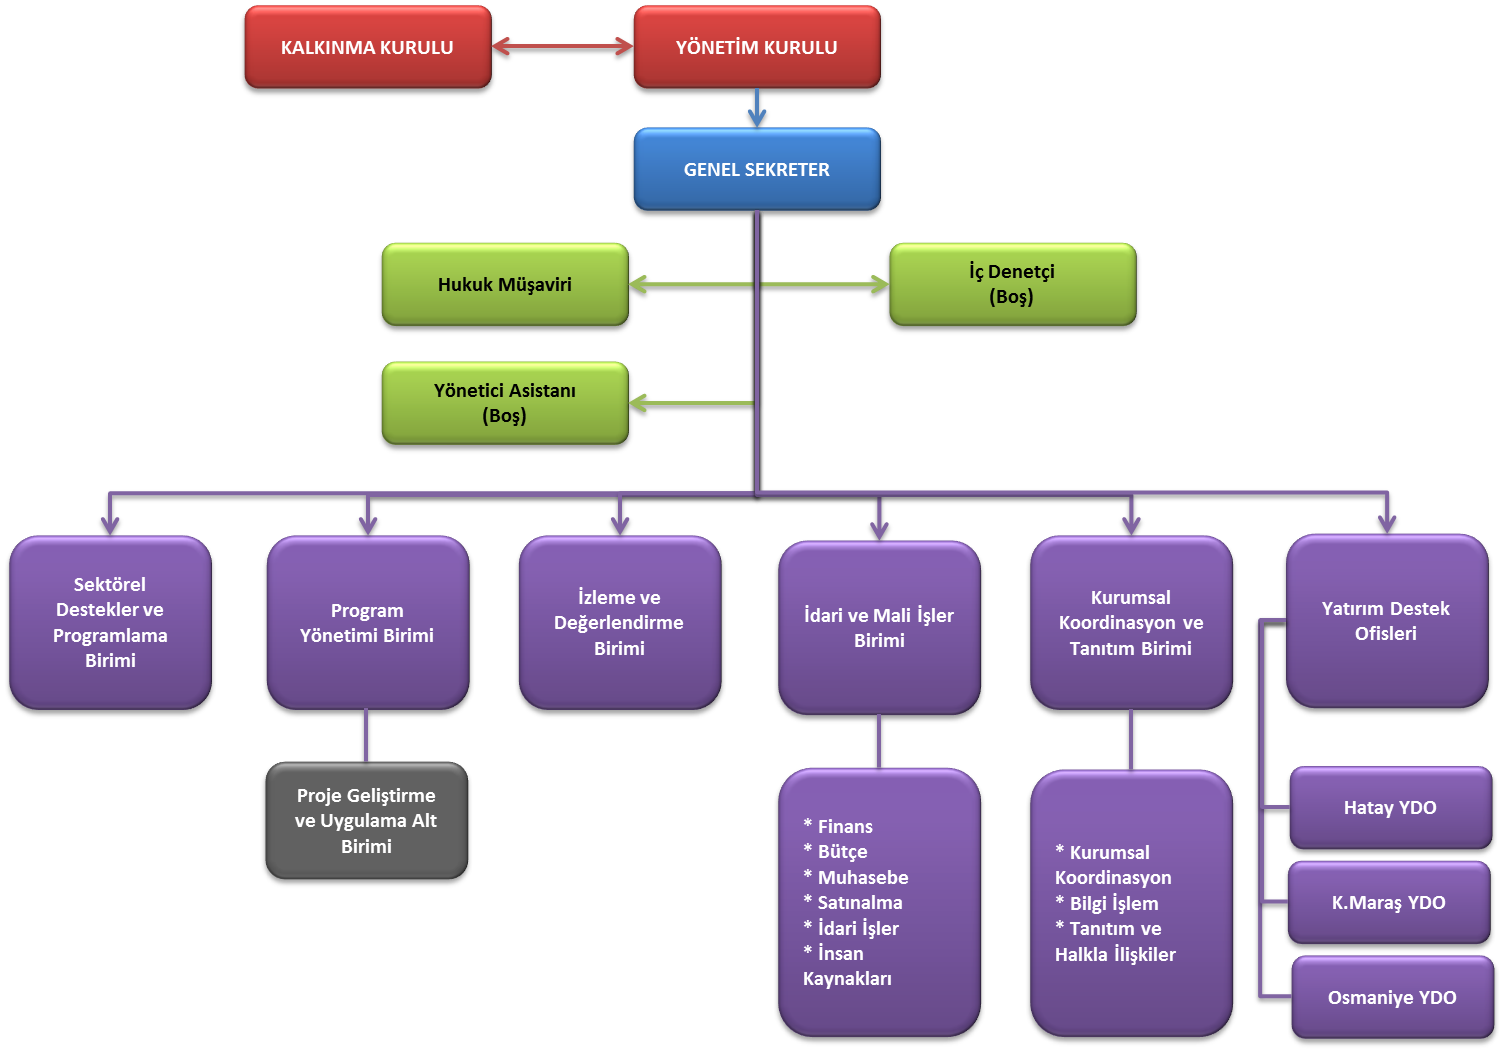 KALKINMA KURULU
YÖNETİM KURULU
GENEL SEKRETER
Hukuk Müşaviri
İç Denetçi
(Boş)
Yönetici Asistanı
(Boş)
Sektörel
Destekler ve
Programlama
Birimi
Program
Yönetimi Birimi
İzleme ve
Değerlendirme
Birimi
İdari ve Mali İşler
Birimi
Kurumsal
Koordinasyon ve
Tanıtım Birimi
Yatırım Destek
Ofisleri
Proje Geliştirme
ve Uygulama Alt
Birimi
* Finans
* Bütçe
* Muhasebe
* Satınalma
* İdari İşler
* İnsan
Kaynakları
* Kurumsal
Koordinasyon
* Bilgi İşlem
* Tanıtım ve
Halkla İlişkiler
Hatay YDO
K.Maraş YDO
Osmaniye YDO